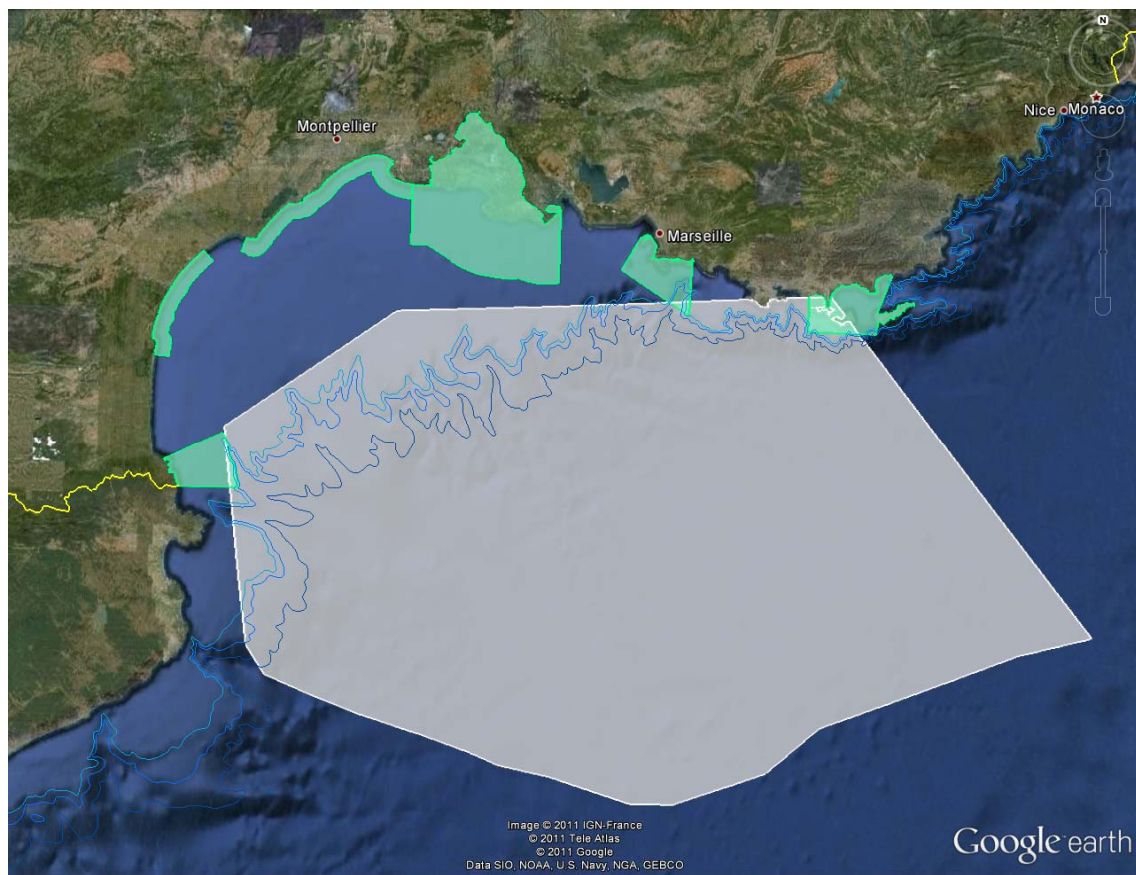 N
Nice
Monaco
Montpellier
Marseille
Image © 2011 IGN-France
© 2011 Tele Atlas
© 2011 Google
Data SIO, NOAA, U.S. Navy, NGA, GEBCO
Google earth